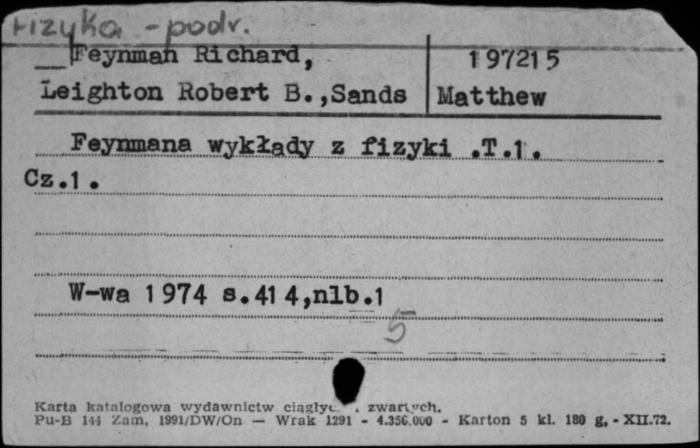 Fizyka - podr.
Feynman Richard, 197215
Leighton Robert B.,Sands Matthew
Feynmana wykłady z fizyki .T.1.
Cz.1.
W-wa 1974 s.414,nlb.1
5
Karta katalogowa wydawnictw zwartych.
Pu-B 144 Zam. 1991/DW/On — Wrak 1291 - 4.356.000 - Karton 5 kl. 180 g. - XII.72.